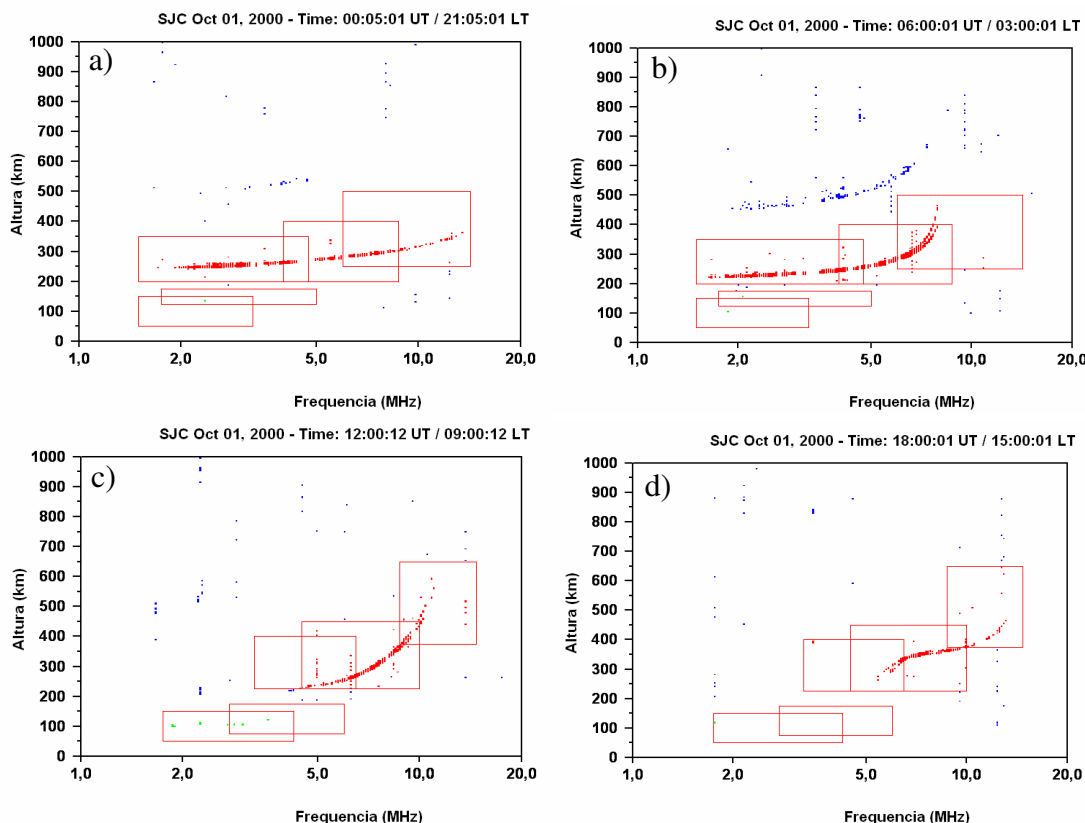 SJC Oct 01, 2000 - Time: 00:05:01 UT / 21:05:01 LT
a)
Altura (km)
1000
900
800
700
600
500
400
300
200
100
0
1,0 2,0 5,0 10,0 20,0
Frequencia (MHz)
SJC Oct 01, 2000 - Time: 06:00:01 UT / 03:00:01 LT
b)
Altura (km)
1000
900
800
700
600
500
400
300
200
100
0
1,0 2,0 5,0 10,0 20,0
Frequencia (MHz)
SJC Oct 01, 2000 - Time: 12:00:12 UT / 09:00:12 LT
c)
Altura (km)
1000
900
800
700
600
500
400
300
200
100
0
1,0 2,0 5,0 10,0 20,0
Frequencia (MHz)
SJC Oct 01, 2000 - Time: 18:00:01 UT / 15:00:01 LT
d)
Altura (km)
1000
900
800
700
600
500
400
300
200
100
0
1,0 2,0 5,0 10,0 20,0
Frequencia (MHz)